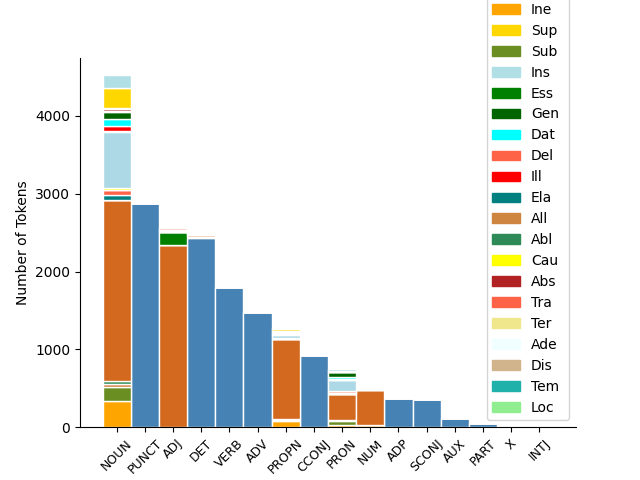 Ine
Sup
Sub
Ins
Ess
Gen
Dat
Del
Ill
Ela
All
Abl
Cau
Abs
Tra
Ter
Ade
Dis
Tem
Loc
Number of Tokens
4000
3000
2000
1000
0
NOUN
PUNCT
ADJ
DET
VERB
ADV
PROPN
CCONJ
PRON
NUM
ADP
SCONJ
AUX
PART
X
INTJ